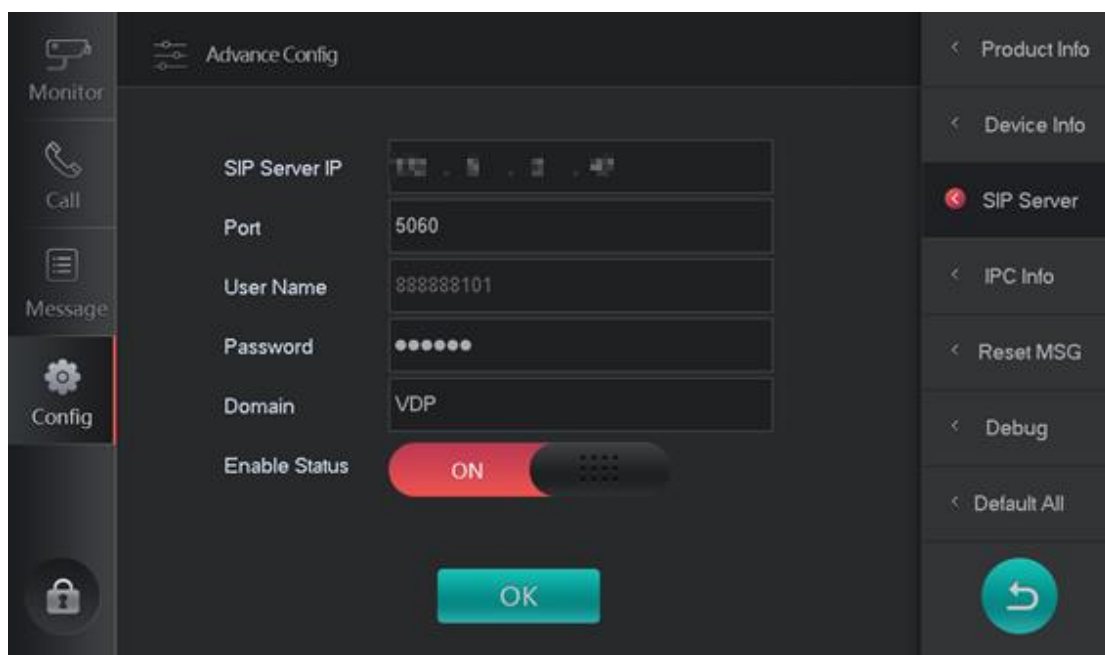 Monitor
Call
Message
Config
Advance Config
SIP Server IP
Port 5060
User Name 888888101
Password ●●●●●●
Domain VDP
Enable Status ON
OK
Product Info
Device Info
SIP Server
IPC Info
Reset MSG
Debug
Default All